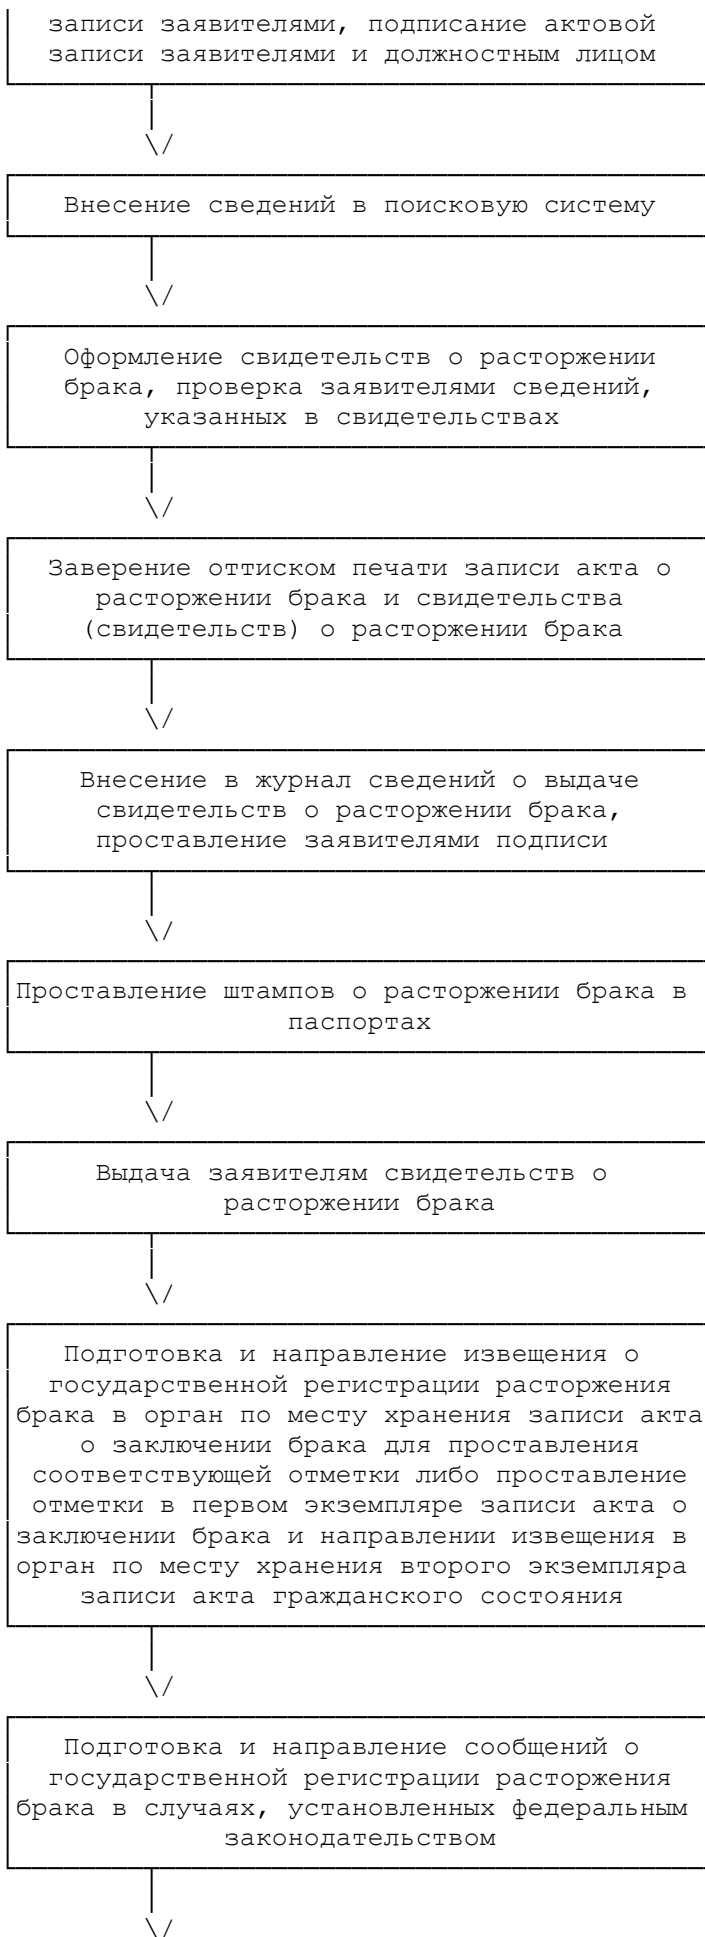 записи заявителями, подписание актовой
записи заявителями и должностным лицом
\/
Внесение сведений в поисковую систему
\/
Оформление свидетельств о расторжении
брака, проверка заявителями сведений,
указанных в свидетельствах
\/
Заверение оттиском печати записи акта о
расторжении брака и свидетельства
(свидетельств) о расторжении брака
\/
Внесение в журнал сведений о выдаче
свидетельств о расторжении брака,
проставление заявителями подписи
\/
Проставление штампов о расторжении брака в
паспортах
\/
Выдача заявителям свидетельств о
расторжении брака
\/
Подготовка и направление извещения о
государственной регистрации расторжения
брака в орган по месту хранения записи акта
о заключении брака для проставления
соответствующей отметки либо проставление
отметки в первом экземпляре записи акта о
заключении брака и направлении извещения в
орган по месту хранения второго экземпляра
записи акта гражданского состояния
\/
Подготовка и направление сообщений о
государственной регистрации расторжения
брака в случаях, установленных федеральным
законодательством
\/